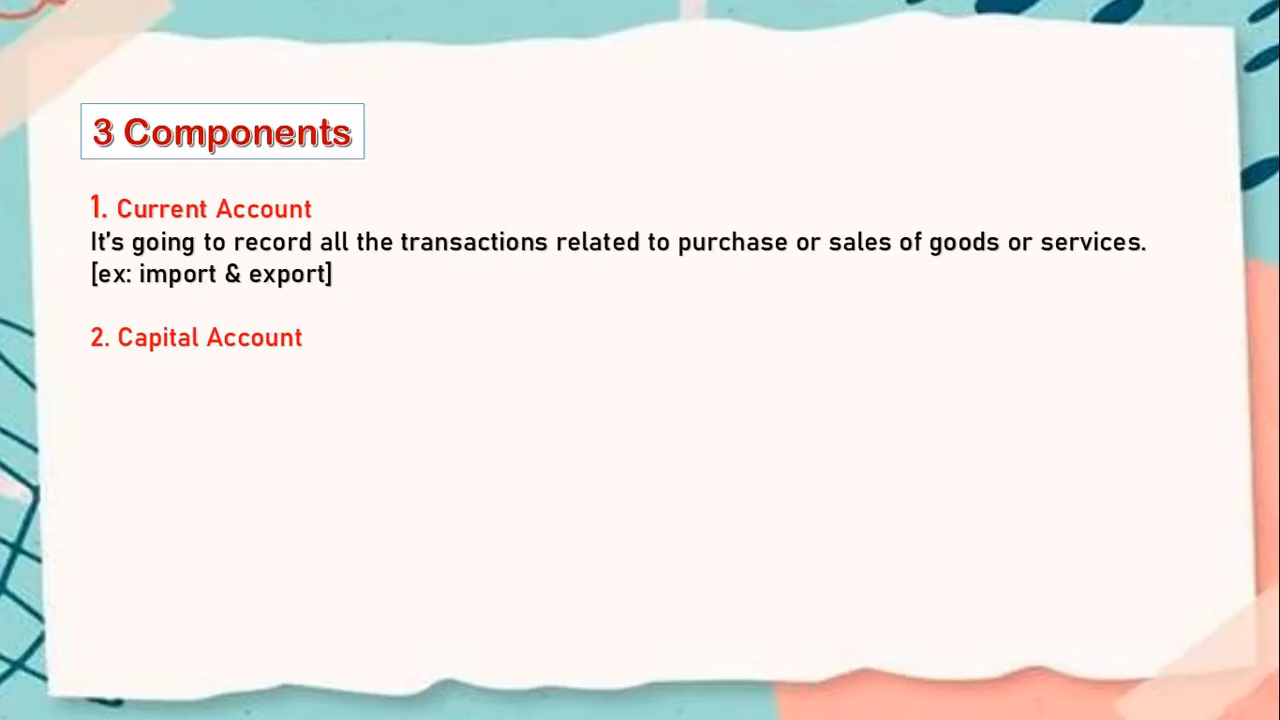 3 Components
1. Current Account
It's going to record all the transactions related to purchase or sales of goods or services.
[ex: import & export]
2. Capital Account